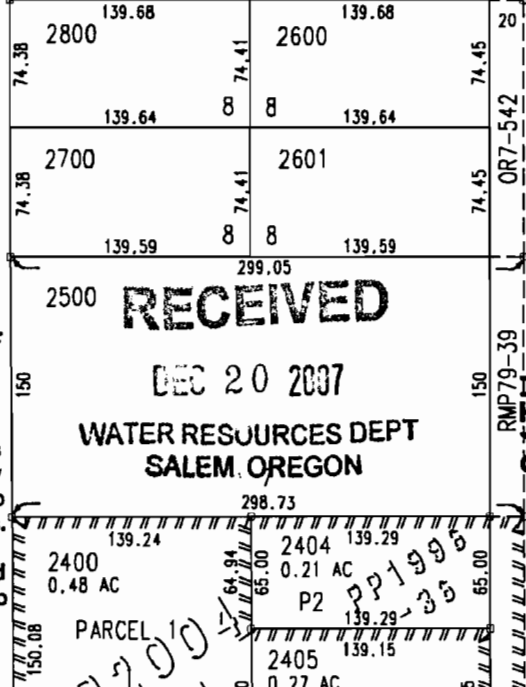 139.68 139.68 20
2800 2600
74.38 74.41 74.45
8 8
139.64 139.64
OR7-542
2700 2601
74.38 74.41 74.45
8 8
139.59 139.59
299.05
2500 RECEIVED
150 DEC 20 2007 150
RMP79-39
WATER RESOURCES DEPT
SALEM, OREGON
298.73
139.24 139.29
2400 2404
0.48 AC 0.21 AC
64.94 65.00 65.00
P2 PP1996
-36
PARCEL 1
139.29
150.08
139.15
2405
0.27 AC